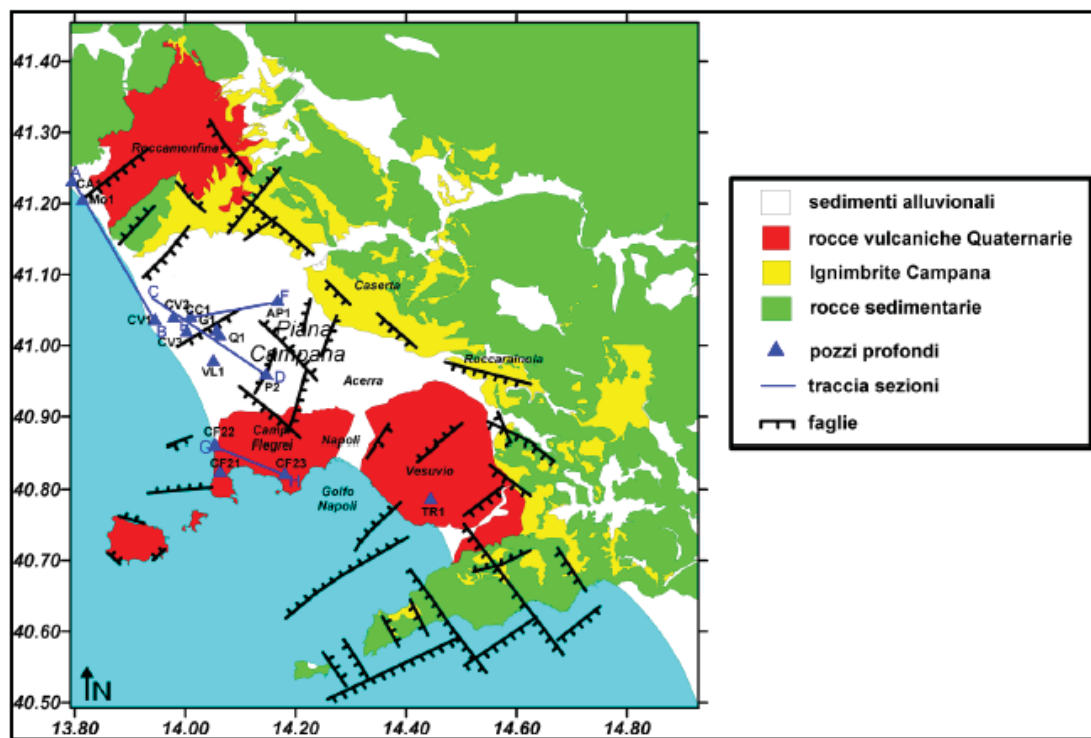 41.40
41.30
41.20
41.10
41.00
40.90
40.80
40.70
40.60
40.50
13.80
14.00
14.20
14.40
14.60
14.80
Roccamonfina
A
CA1
Mo1
Caserta
C
CV2
CC1
G1
F
AP1
CV1
B
E
CV3
Q1
Piana
Campana
VL1
D
P2
Acerra
Roccarainola
CF22
G
Campi
Flegrei
Napoli
CF21
CF23
H
Vesuvio
TR1
Golfo
Napoli
N
sedimenti alluvionali
rocce vulcaniche Quaternarie
Ignimbrite Campana
rocce sedimentarie
pozzi profondi
traccia sezioni
faglie